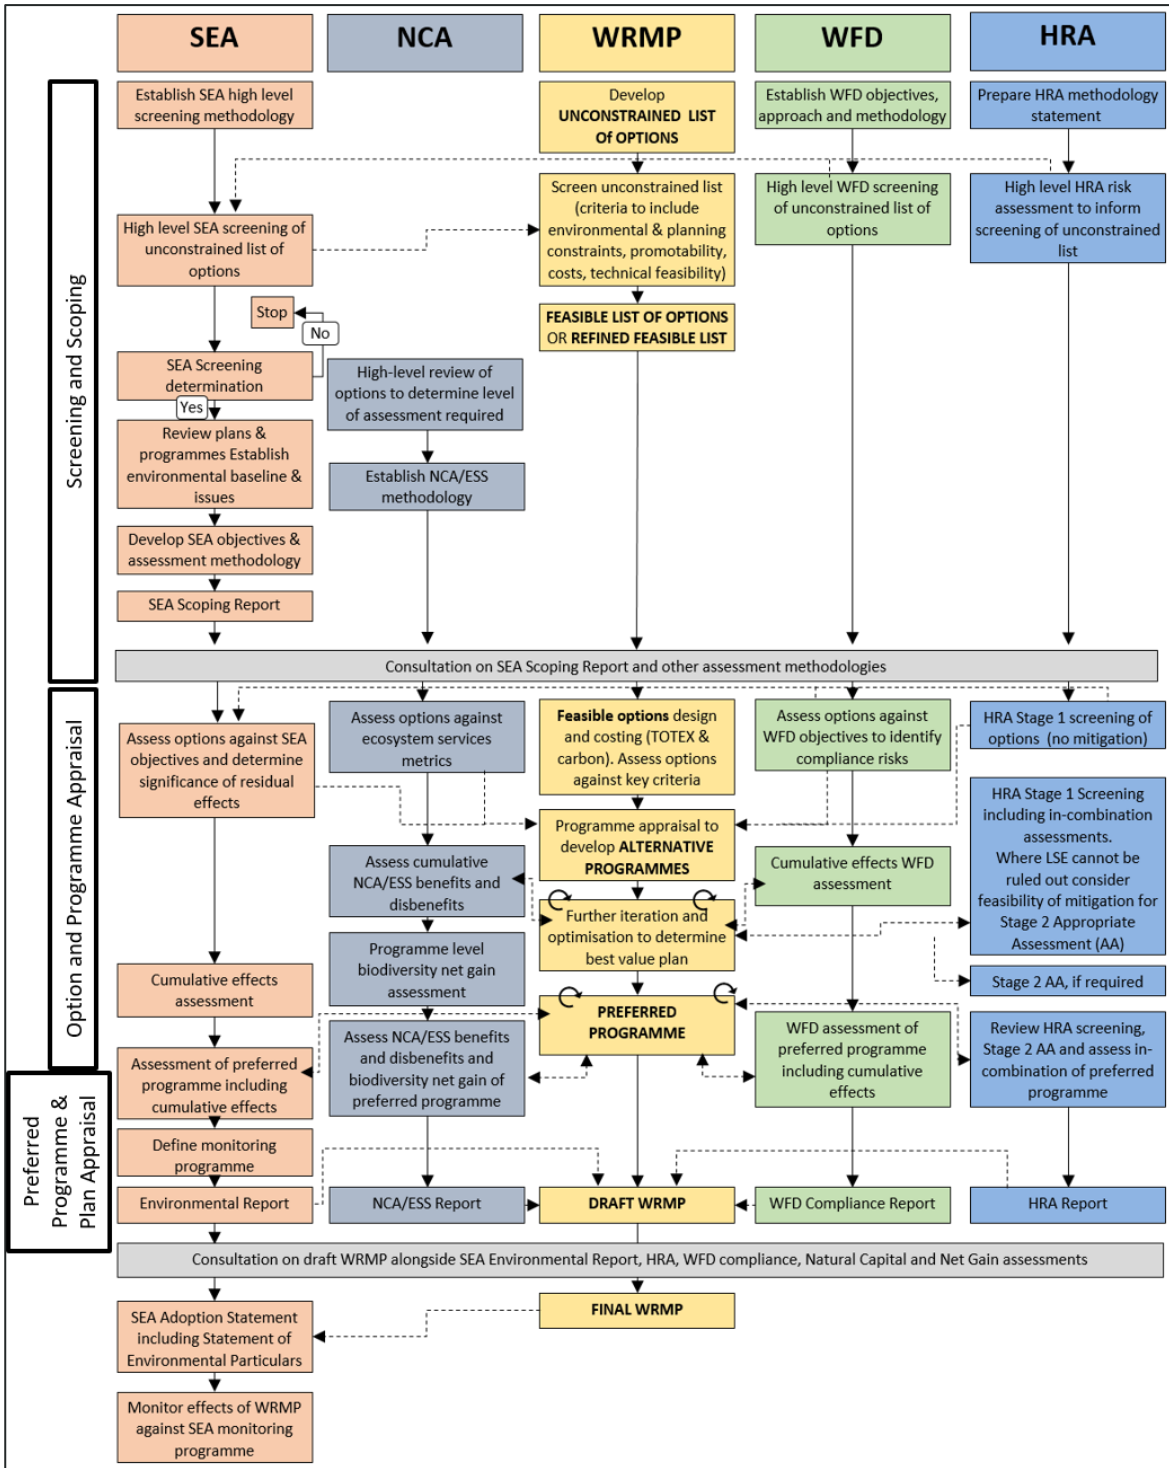 SEA
NCA
WRMP
WFD
HRA
Screening and Scoping
Establish SEA high level
screening methodology
Develop
UNCONSTRAINED LIST
Of OPTIONS
Establish WFD objectives,
approach and methodology
Prepare HRA methodology
statement
High level SEA screening of
unconstrained list of
options
Screen unconstrained list
(criteria to include
environmental & planning
constraints, promotability,
costs, technical feasibility)
High level WFD screening
of unconstrained list of
options
High level HRA risk
assessment to inform
screening of unconstrained
list
Stop
No
FEASIBLE LIST OF OPTIONS
OR REFINED FEASIBLE LIST
SEA Screening
determination
Yes
High-level review of
options to determine level
of assessment required
Review plans &
programmes Establish
environmental baseline &
issues
Establish NCA/ESS
methodology
Develop SEA objectives &
assessment methodology
SEA Scoping Report
Consultation on SEA Scoping Report and other assessment methodologies
Option and Programme Appraisal
Assess options against SEA
objectives and determine
significance of residual
effects
Assess options against
ecosystem services
metrics
Feasible options design
and costing (TOTEX &
carbon). Assess options
against key criteria
Assess options against
WFD objectives to identify
compliance risks
HRA Stage 1 screening of
options (no mitigation)
Programme appraisal to
develop ALTERNATIVE
PROGRAMMES
HRA Stage 1 Screening
including in-combination
assessments.
Where LSE cannot be
ruled out consider
feasibility of mitigation for
Stage 2 Appropriate
Assessment (AA)
Assess cumulative
NCA/ESS benefits and
disbenefits
Cumulative effects WFD
assessment
Further iteration and
optimisation to determine
best value plan
Programme level
biodiversity net gain
assessment
Cumulative effects
assessment
Stage 2 AA, if required
PREFERRED
PROGRAMME
Assess NCA/ESS benefits
and disbenefits and
biodiversity net gain of
preferred programme
WFD assessment of
preferred programme
including cumulative
effects
Review HRA screening,
Stage 2 AA and assess in-
combination of preferred
programme
Assessment of preferred
programme including
cumulative effects
Preferred
Programme &
Plan Appraisal
Define monitoring
programme
Environmental Report
NCA/ESS Report
DRAFT WRMP
WFD Compliance Report
HRA Report
Consultation on draft WRMP alongside SEA Environmental Report, HRA, WFD compliance, Natural Capital and Net Gain assessments
SEA Adoption Statement
including Statement of
Environmental Particulars
FINAL WRMP
Monitor effects of WRMP
against SEA monitoring
programme